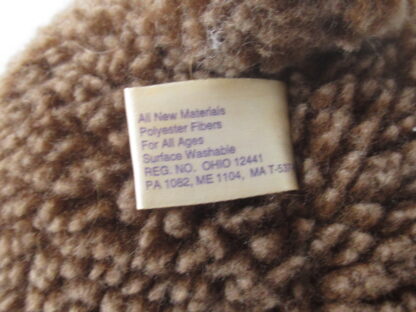 All New Materials
Polyester Fibers
For All Ages
Surface Washable
REG. NO. OHIO 12441
PA 1062, ME 1104, MA T-537